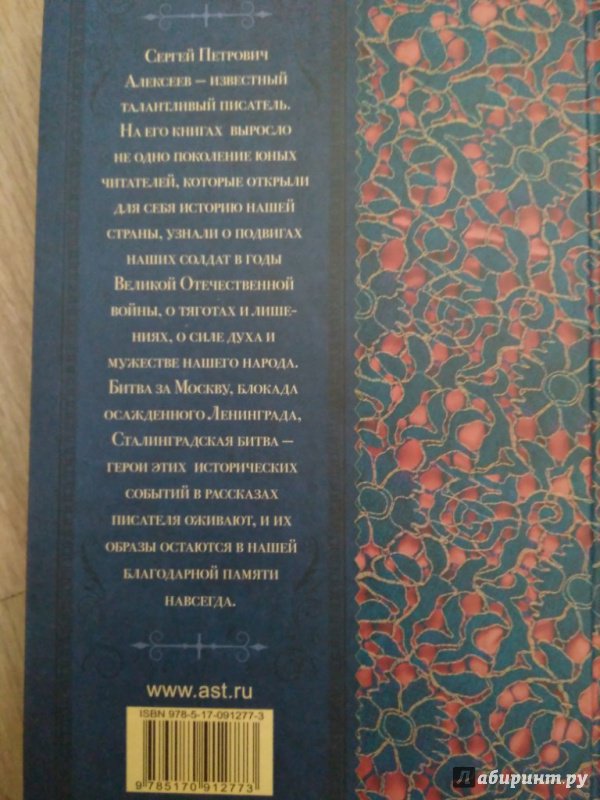 Сергей Петрович
Алексеев — известный
талантливый писатель.
На его книгах выросло
не одно поколение юных
читателей, которые открыли
для себя историю нашей
страны, узнали о подвигах
наших солдат в годы
Великой Отечественной
войны, о тяготах и лише-
ниях, о силе духа и
мужестве нашего народа.
Битва за Москву, блокада
осажденного Ленинграда,
Сталинградская битва —
герои этих исторических
событий в рассказах
писателя оживают, и их
образы остаются в нашей
благодарной памяти
навсегда.
www.ast.ru
ISBN 978-5-17-091277-3
9 785170 912773
лабиринт.ру